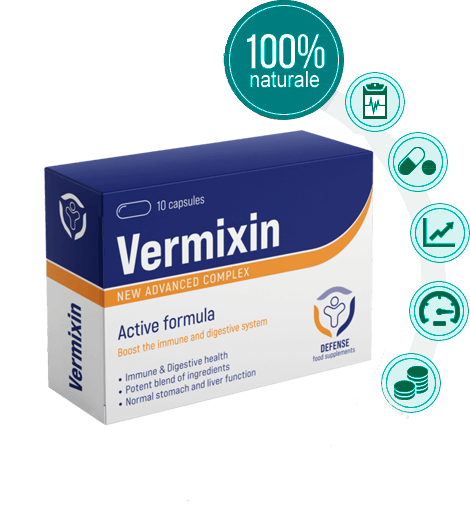 100%
naturale
10 capsules
Vermixin
NEW ADVANCED COMPLEX
Active formula
Boost the immune and digestive system
• Immune & Digestive health
• Potent blend of ingredients
• Normal stomach and liver function
DEFENSE
food supplements
Vermixin